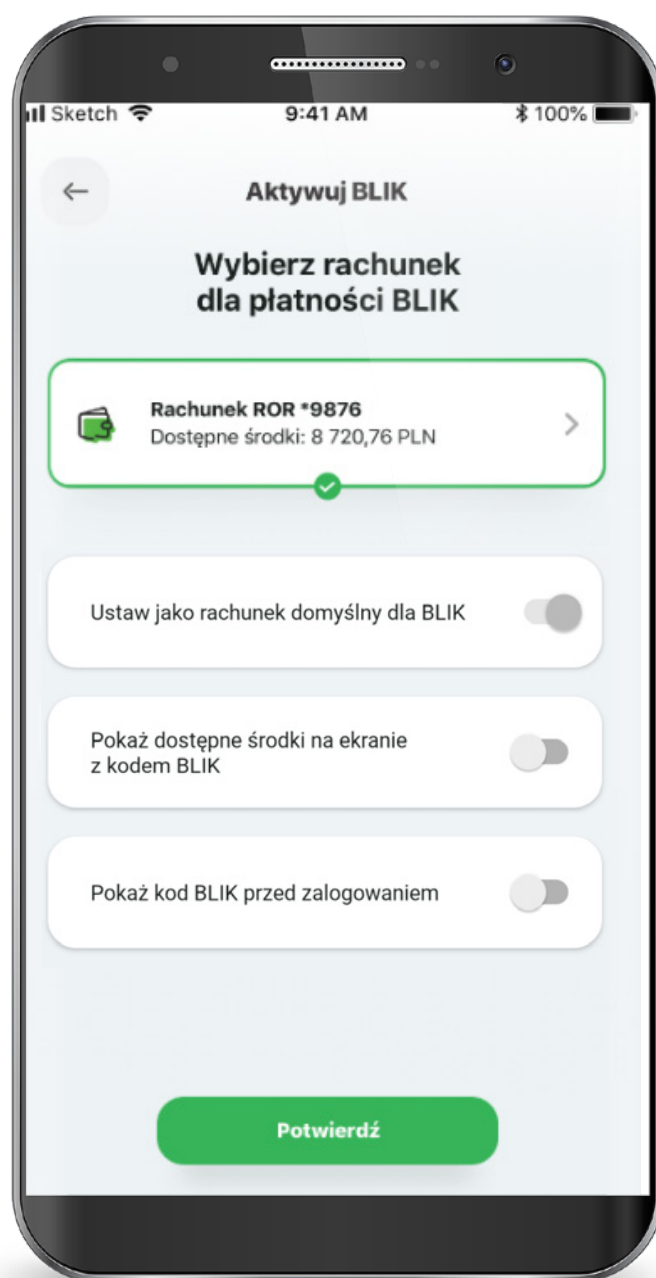 Sketch 9:41 AM 100%
Aktywuj BLIK
Wybierz rachunek
dla płatności BLIK
Rachunek ROR *9876
Dostępne środki: 8 720,76 PLN
Ustaw jako rachunek domyślny dla BLIK
Pokaż dostępne środki na ekranie
z kodem BLIK
Pokaż kod BLIK przed zalogowaniem
Potwierdź